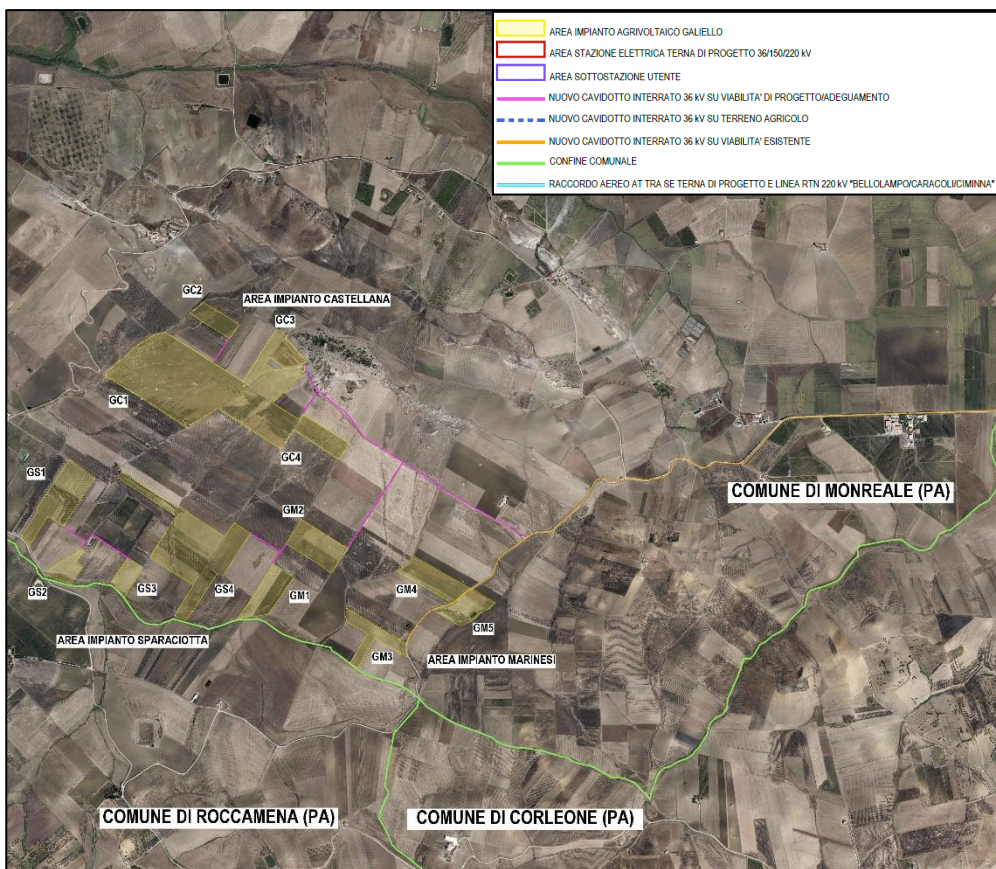 AREA IMPIANTO AGRIVOLTAICO GALIELLO
AREA STAZIONE ELETTRICA TERNA DI PROGETTO 36/150/220 kV
AREA SOTTOSTAZIONE UTENTE
NUOVO CAVIDOTTO INTERRATO 36 kV SU VIABILITA' DI PROGETTO/ADEGUAMENTO
NUOVO CAVIDOTTO INTERRATO 36 kV SU TERRENO AGRICOLO
NUOVO CAVIDOTTO INTERRATO 36 kV SU VIABILITA' ESISTENTE
CONFINE COMUNALE
RACCORDO AEREO AT TRA SE TERNA DI PROGETTO E LINEA RTN 220 kV "BELLOLAMPO/CARACOLI/CIMINNA"
GC2
AREA IMPIANTO CASTELLANA
GC3
GC1
GC4
GS1
COMUNE DI MONREALE (PA)
GM2
GM4
GS2
GS3
GS4
GM1
GM5
AREA IMPIANTO SPARACIOTTA
GM3
AREA IMPIANTO MARINESI
COMUNE DI ROCCAMENA (PA)
COMUNE DI CORLEONE (PA)